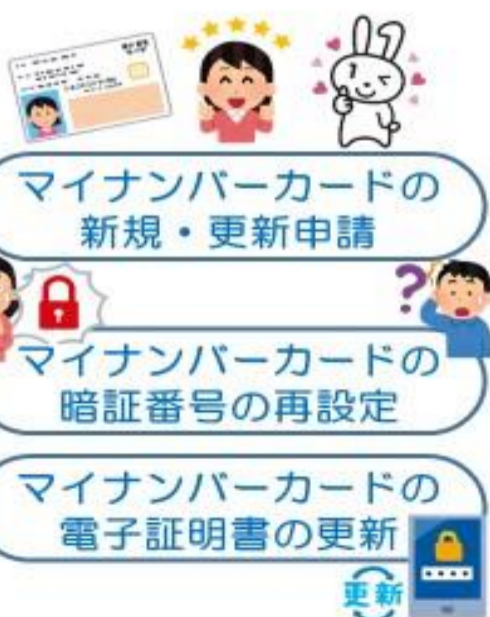 マイナンバーカードの
新規・更新申請
?
マイナンバーカードの
暗証番号の再設定
マイナンバーカードの
電子証明書の更新
更新